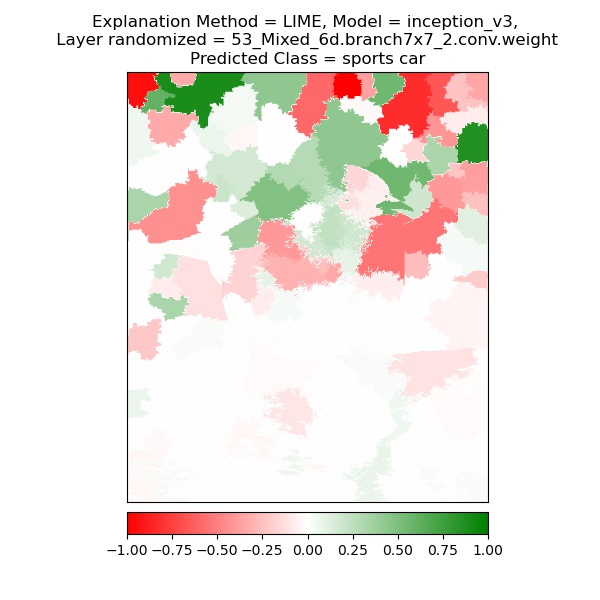 Explanation Method = LIME, Model = inception_v3,
Layer randomized = 53_Mixed_6d.branch7x7_2.conv.weight
Predicted Class = sports car
−1.00 −0.75 −0.50 −0.25 0.00 0.25 0.50 0.75 1.00